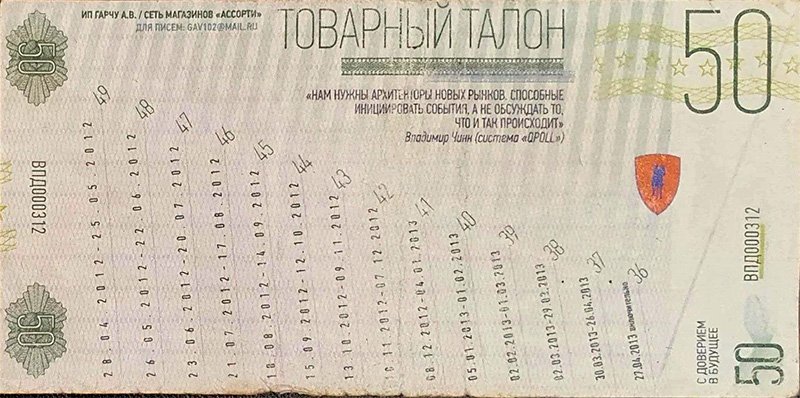 ИП ГАРЧУ А.В. / СЕТЬ МАГАЗИНОВ «АССОРТИ»
ДЛЯ ПИСЕМ: GAV102@MAIL.RU
ТОВАРНЫЙ ТАЛОН
50
50
«НАМ НУЖНЫ АРХИТЕКТОРЫ НОВЫХ РЫНКОВ, СПОСОБНЫЕ
ИНИЦИИРОВАТЬ СОБЫТИЯ, А НЕ ОБСУЖДАТЬ ТО,
ЧТО И ТАК ПРОИСХОДИТ»
Владимир Чинк (система «QPOLL»)
ВПД000312
28.04.2012-25.05.2012 49
26.05.2012-22.06.2012 48
23.06.2012-20.07.2012 47
21.07.2012-17.08.2012 46
18.08.2012-14.09.2012 45
15.09.2012-12.10.2012 44
13.10.2012-09.11.2012 43
10.11.2012-07.12.2012 42
08.12.2012-04.01.2013 41
05.01.2013-01.02.2013 40
02.02.2013-01.03.2013 39
02.03.2013-29.03.2013 38
30.03.2013-26.04.2013 37
27.04.2013 включительно 36
ВПД000312
С ДОВЕРИЕМ
В БУДУЩЕЕ
50
50